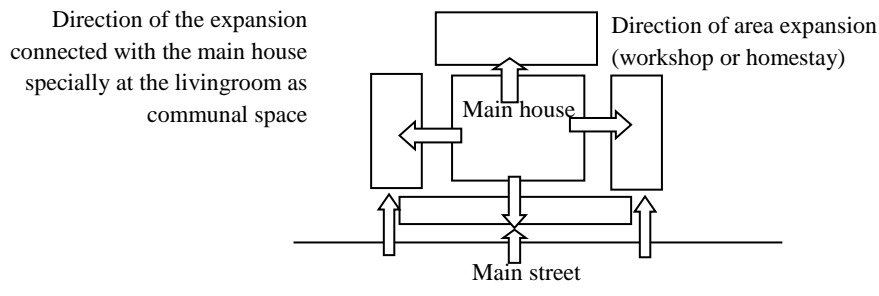 Direction of the expansion
connected with the main house
specially at the livingroom as
communal space
Direction of area expansion
(workshop or homestay)
Main house
Main street